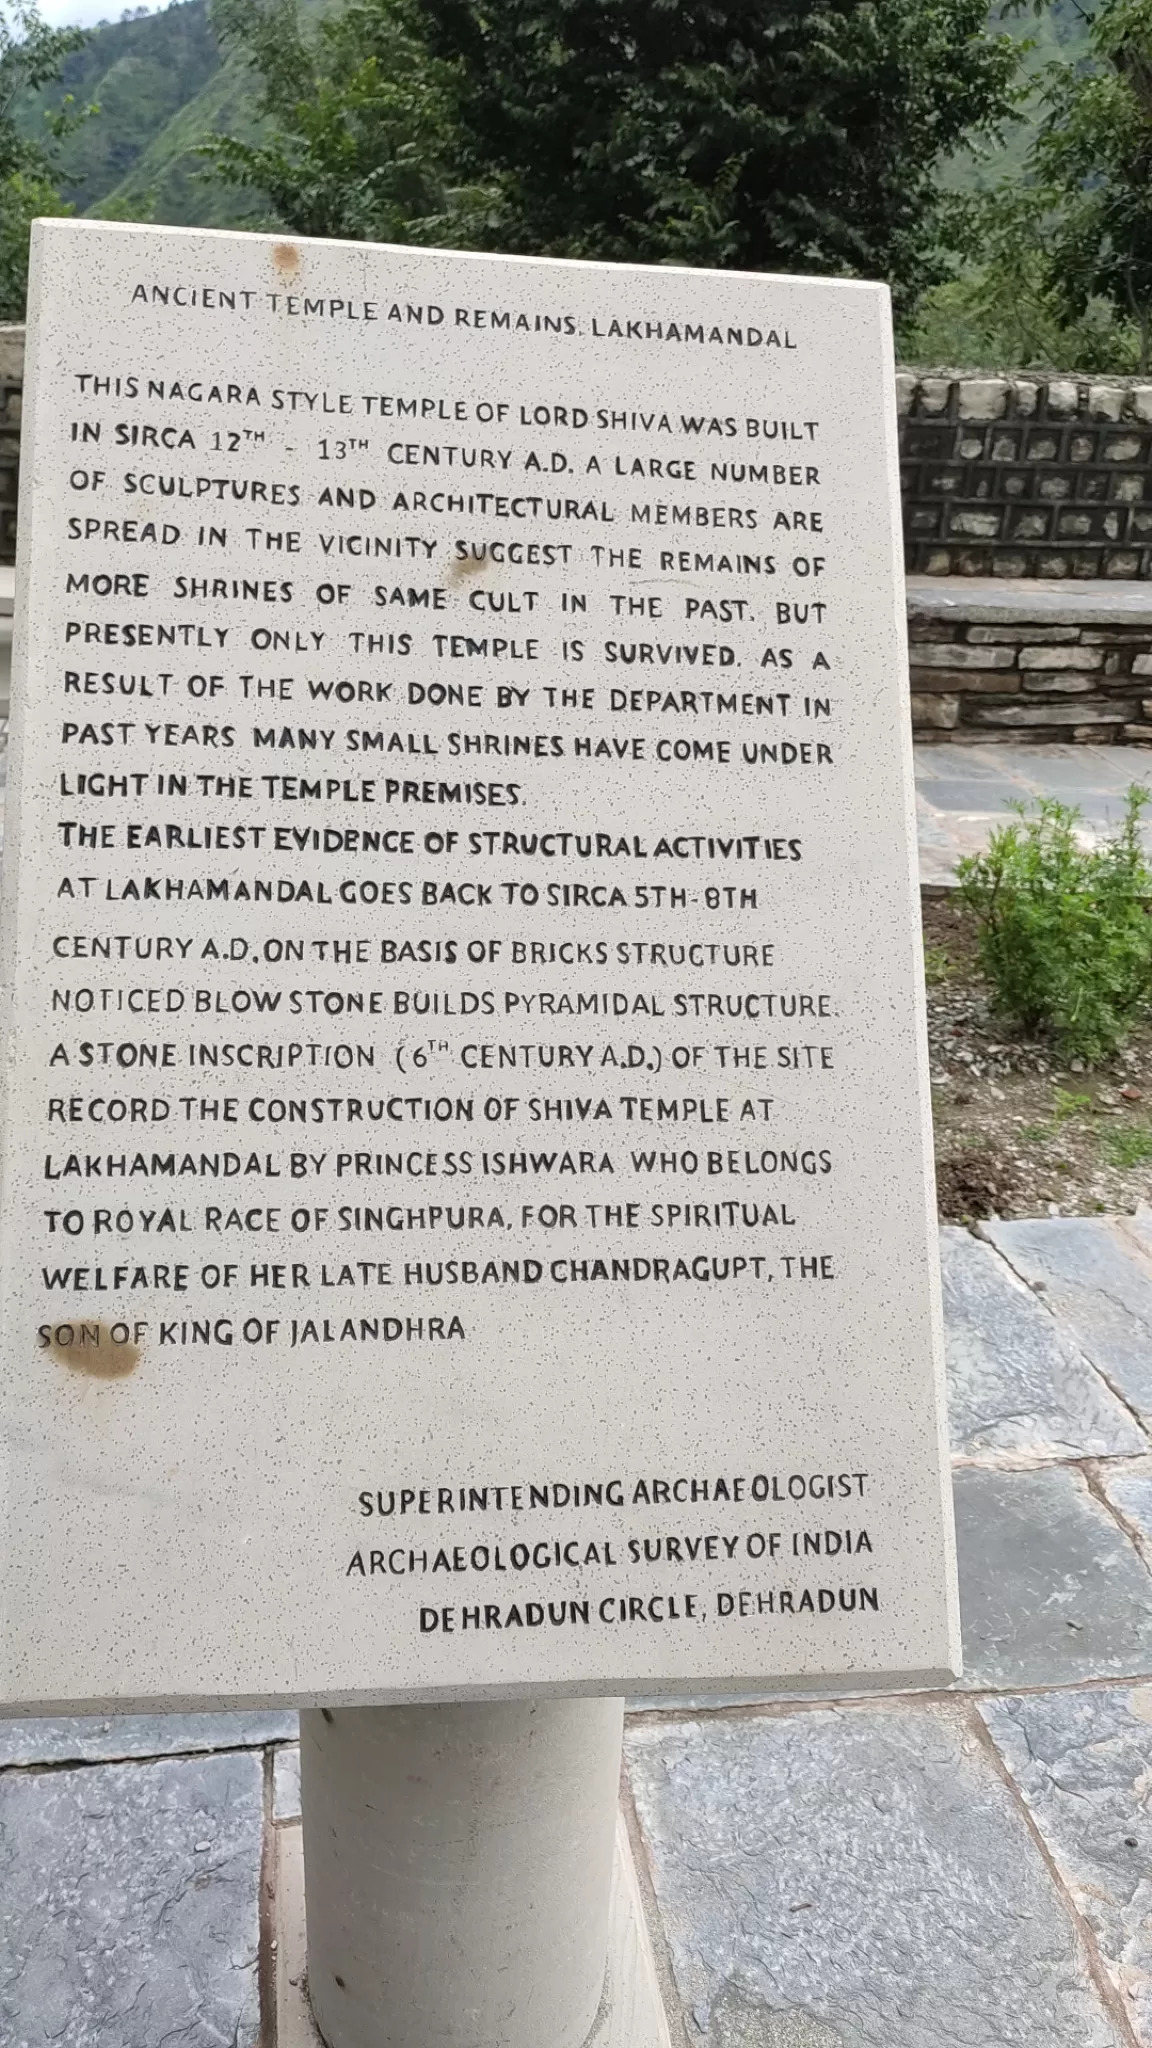 ANCIENT TEMPLE AND REMAINS, LAKHAMANDAL
THIS NAGARA STYLE TEMPLE OF LORD SHIVA WAS BUILT
IN SIRCA 12TH - 13TH CENTURY A.D. A LARGE NUMBER
OF SCULPTURES AND ARCHITECTURAL MEMBERS ARE
SPREAD IN THE VICINITY SUGGEST THE REMAINS OF
MORE SHRINES OF SAME CULT IN THE PAST. BUT
PRESENTLY ONLY THIS TEMPLE IS SURVIVED. AS A
RESULT OF THE WORK DONE BY THE DEPARTMENT IN
PAST YEARS MANY SMALL SHRINES HAVE COME UNDER
LIGHT IN THE TEMPLE PREMISES.
THE EARLIEST EVIDENCE OF STRUCTURAL ACTIVITIES
AT LAKHAMANDAL GOES BACK TO SIRCA 5TH-8TH
CENTURY A.D. ON THE BASIS OF BRICKS STRUCTURE
NOTICED BLOW STONE BUILDS PYRAMIDAL STRUCTURE.
A STONE INSCRIPTION (6TH CENTURY A.D.) OF THE SITE
RECORD THE CONSTRUCTION OF SHIVA TEMPLE AT
LAKHAMANDAL BY PRINCESS ISHWARA WHO BELONGS
TO ROYAL RACE OF SINGHPURA, FOR THE SPIRITUAL
WELFARE OF HER LATE HUSBAND CHANDRAGUPT, THE
SON OF KING OF JALANDHRA
SUPERINTENDING ARCHAEOLOGIST
ARCHAEOLOGICAL SURVEY OF INDIA
DEHRADUN CIRCLE, DEHRADUN